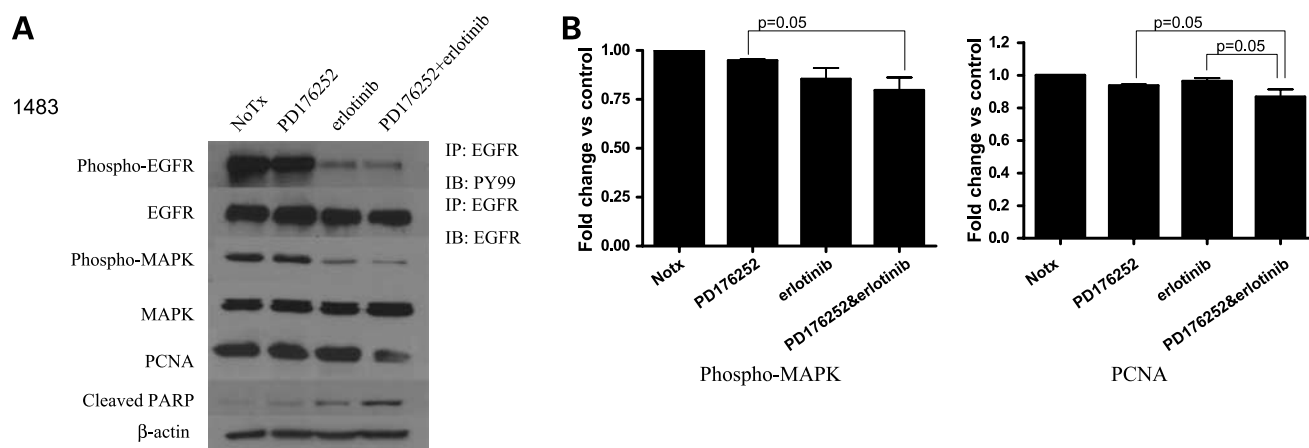 A
NoTx
PD176252
erlotinib
PD176252+erlotinib
1483
Phospho-EGFR
IP: EGFR
IB: PY99
EGFR
IP: EGFR
IB: EGFR
Phospho-MAPK
MAPK
PCNA
Cleaved PARP
β-actin
B
p=0.05
Fold change vs control
1.00
0.75
0.50
0.25
0.00
Notx
PD176252
erlotinib
PD176252&erlotinib
Phospho-MAPK
p=0.05
p=0.05
Fold change vs control
1.2
1.0
0.8
0.6
0.4
0.2
0.0
Notx
PD176252
erlotinib
PD176252&erlotinib
PCNA